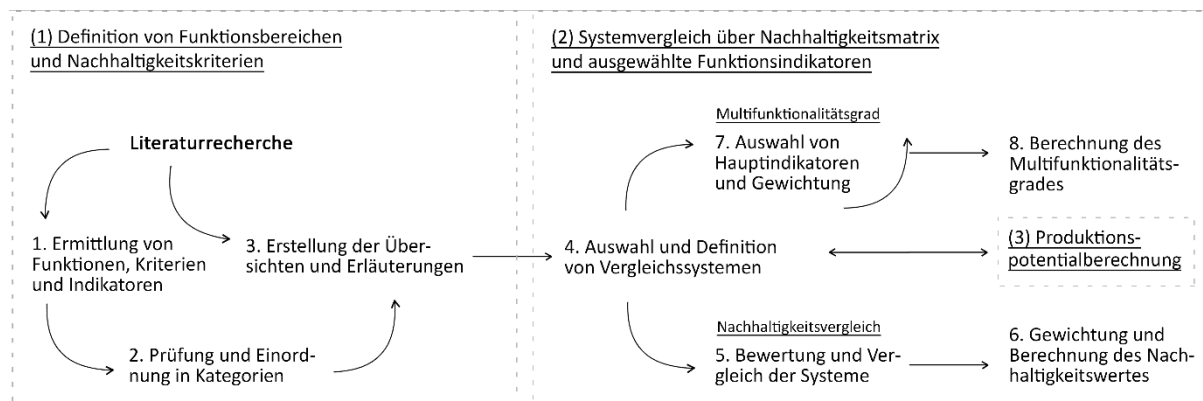 (1) Definition von Funktionsbereichen
und Nachhaltigkeitskriterien
Literaturrecherche
1. Ermittlung von
Funktionen, Kriterien
und Indikatoren
2. Prüfung und Einord-
nung in Kategorien
3. Erstellung der Über-
sichten und Erläuterungen
(2) Systemvergleich über Nachhaltigkeitsmatrix
und ausgewählte Funktionsindikatoren
4. Auswahl und Definition
von Vergleichssystemen
Nachhaltigkeitsvergleich
5. Bewertung und Ver-
gleich der Systeme
6. Gewichtung und
Berechnung des Nach-
haltigkeitswertes
Multifunktionalitätsgrad
7. Auswahl von
Hauptindikatoren
und Gewichtung
8. Berechnung des
Multifunktionalitäts-
grades
(3) Produktions-
potentialberechnung